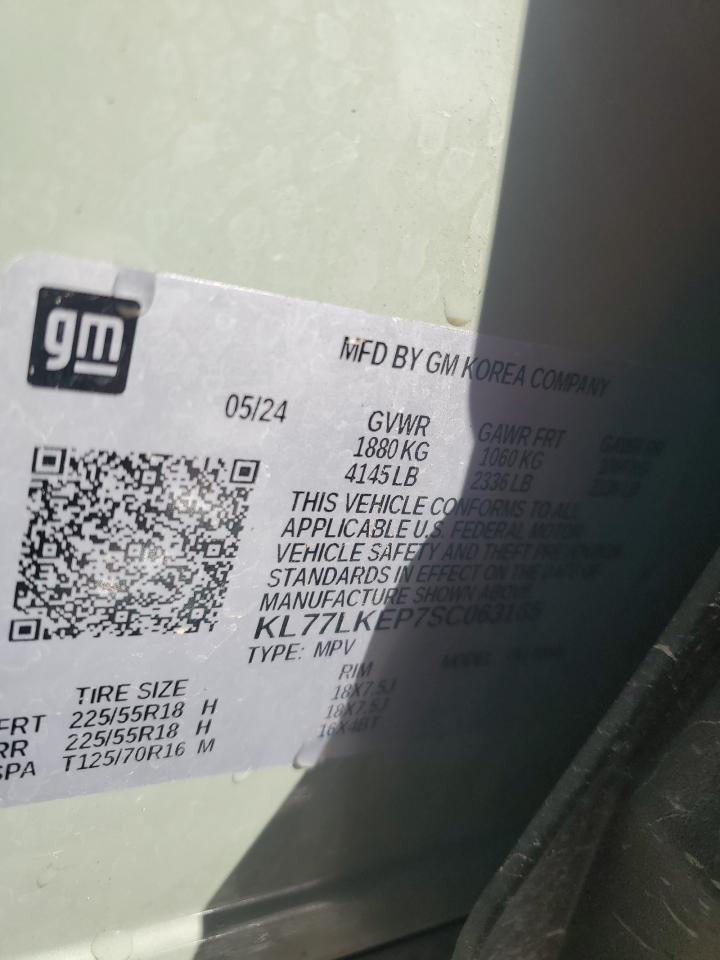 gm
MFD BY GM KOREA COMPANY
05/24
GVWR GAWR FRT GAWR RR
1880 KG 1060 KG
4145 LB 2336 LB
THIS VEHICLE CONFORMS TO ALL
APPLICABLE U.S. FEDERAL MOTOR
VEHICLE SAFETY AND THEFT PREVENTION
STANDARDS IN EFFECT ON THE DATE OF
MANUFACTURE SHOWN ABOVE
KL77LKEP7SC063165
TYPE: MPV MODEL:
TIRE SIZE RIM
FRT 225/55R18 H 18X7.5J
RR 225/55R18 H 18X7.5J
SPA T125/70R16 M 16X4BT